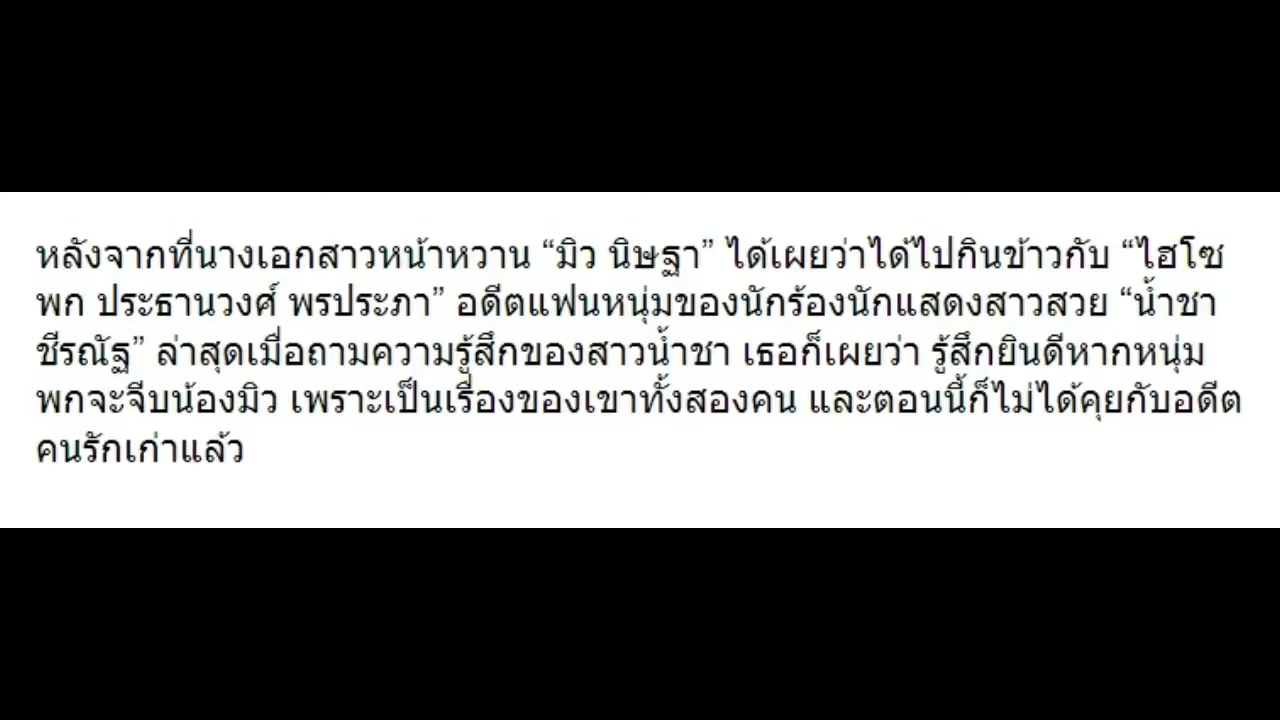 หลังจากที่นางเอกสาวหน้าหวาน “มิว นิษฐา” ได้เผยว่าได้ไปกินข้าวกับ “ไฮโซ
พก ประธานวงศ์ พรประภา” อดีตแฟนหนุ่มของนักร้องนักแสดงสาวสวย “น้ำชา
ชีรณัฐ” ล่าสุดเมื่อถามความรู้สึกของสาวน้ำชา เธอก็เผยว่า รู้สึกยินดีหากหนุ่ม
พกจะจีบน้องมิว เพราะเป็นเรื่องของเขาทั้งสองคน และตอนนี้ก็ไม่ได้คุยกับอดีต
คนรักเก่าแล้ว